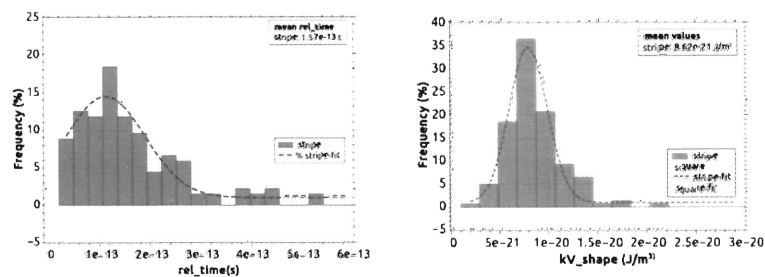 25
20
15
10
5
0
−5
Frequency (%)
mean rel_time
stripe: 1.57e-13 s
stripe
% stripe-fit
0 1e-13 2e-13 3e-13 4e-13 5e-13 6e-13
rel_time(s)
40
35
30
25
20
15
10
5
0
−5
Frequency (%)
mean values
stripe: 8.62e-21 J/m³
stripe
square
stripe-fit
square-fit
0 5e-21 1e-20 1.5e-20 2e-20 2.5e-20 3e-20
kV_shape (J/m³)